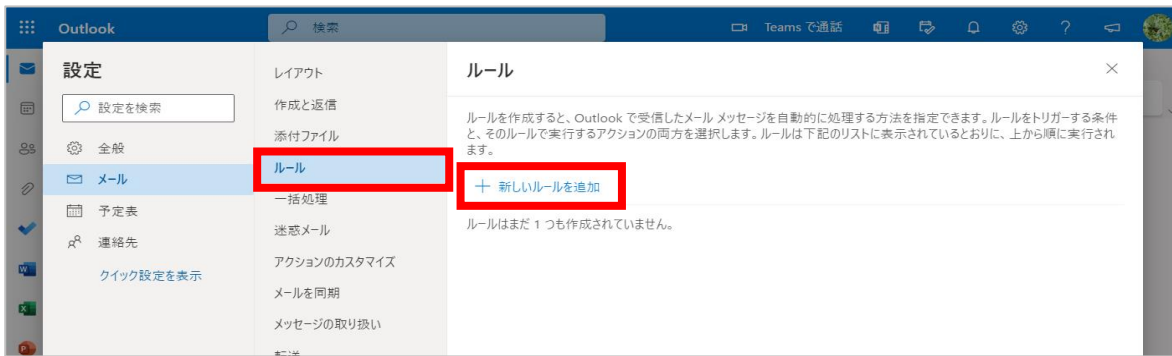 Outlook
検索
Teams で通話
設定
設定を検索
全般
メール
予定表
連絡先
クイック設定を表示
レイアウト
作成と返信
添付ファイル
ルール
一括処理
迷惑メール
アクションのカスタマイズ
メールを同期
メッセージの取り扱い
転送
ルール
ルールを作成すると、Outlook で受信したメール メッセージを自動的に処理する方法を指定できます。ルールをトリガーする条件
と、そのルールで実行するアクションの両方を選択します。ルールは下記のリストに表示されているとおりに、上から順に実行され
ます。
新しいルールを追加
ルールはまだ 1 つも作成されていません。